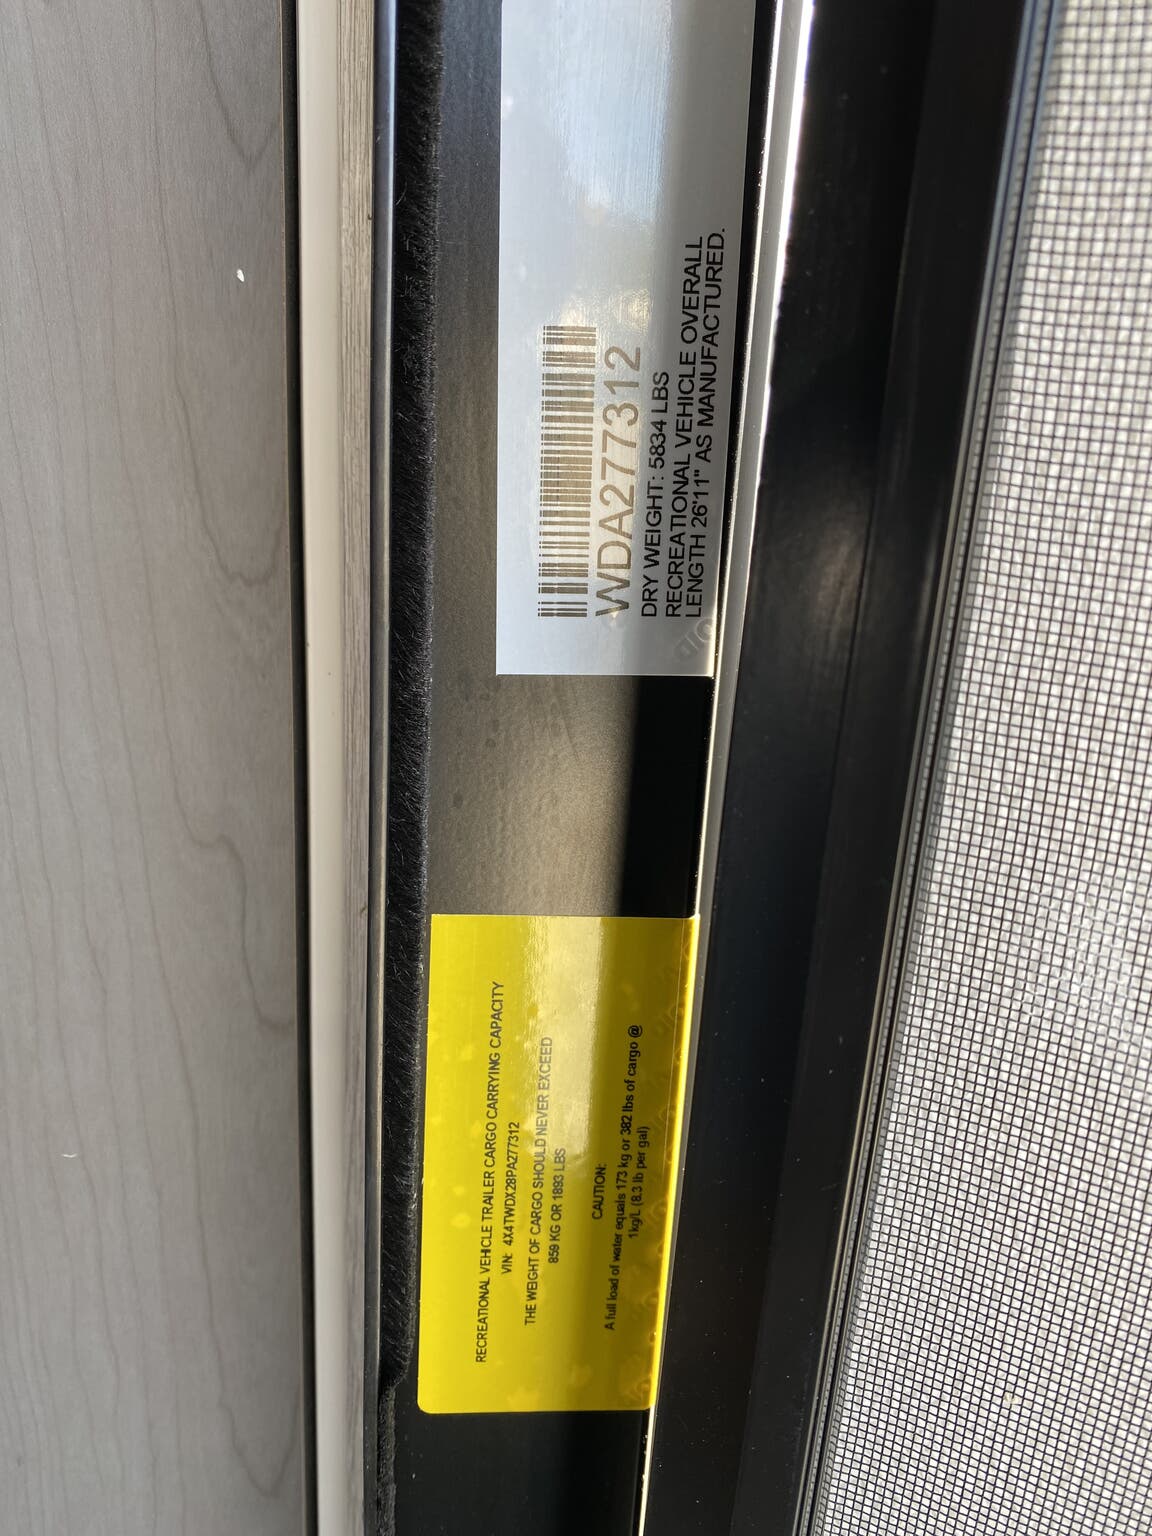 WDA277312
DRY WEIGHT: 5834 LBS
RECREATIONAL VEHICLE OVERALL
LENGTH 26'11" AS MANUFACTURED.
RECREATIONAL VEHICLE TRAILER CARGO CARRYING CAPACITY
VIN: 4X4TWDX28PA277312
THE WEIGHT OF CARGO SHOULD NEVER EXCEED
859 KG OR 1893 LBS
CAUTION:
A full load of water equals 173 kg or 382 lbs of cargo @
1kg/L (8.3 lb per gal)